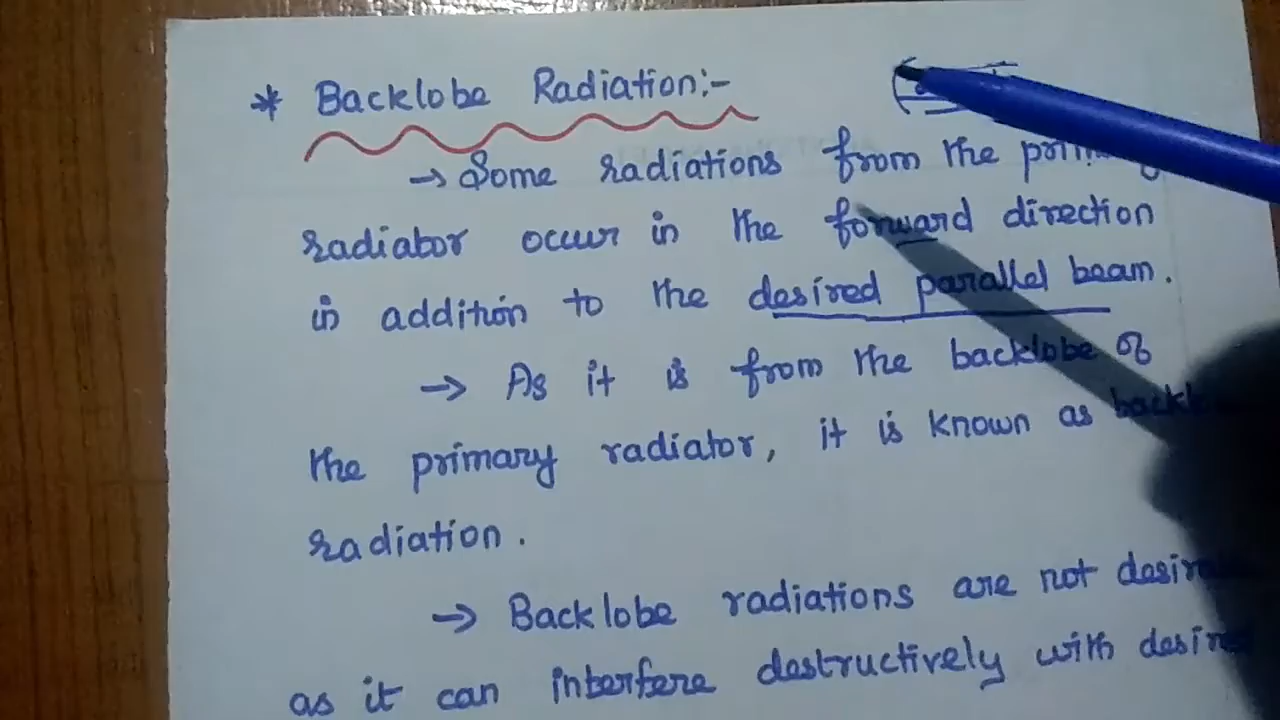 * Backlobe Radiation:-
→ Some radiations from the
radiator occur in the forward direction
in addition to the desired parallel beam.
→ As it is from the backlobe of
the primary radiator, it is known as
radiation.
→ Backlobe radiations are not
as it can interfere destructively with